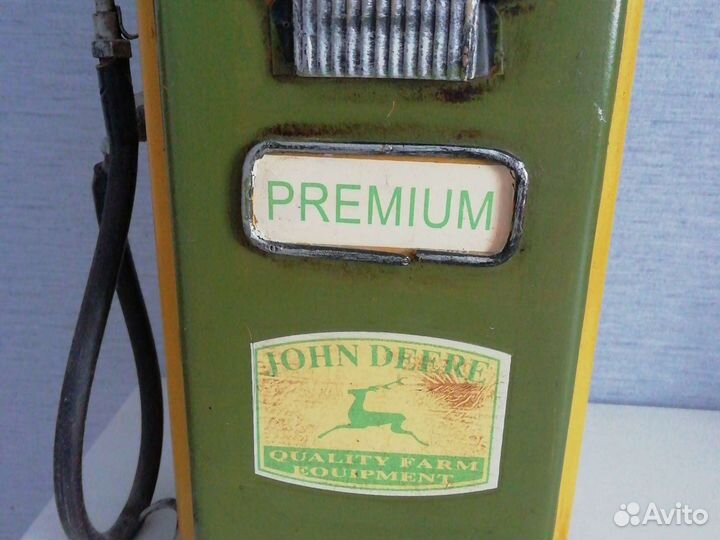 PREMIUM
JOHN DEERE
QUALITY FARM
EQUIPMENT
Avito